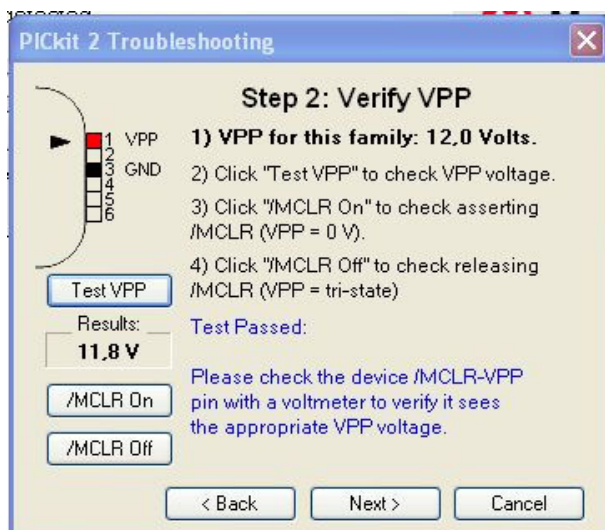 PICkit 2 Troubleshooting
Step 2: Verify VPP
1 VPP
2
3 GND
4
5
6
1) VPP for this family: 12,0 Volts.
2) Click "Test VPP" to check VPP voltage.
3) Click "/MCLR On" to check asserting
/MCLR (VPP = 0 V).
4) Click "/MCLR Off" to check releasing
/MCLR (VPP = tri-state)
Test VPP
Results:
11,8 V
/MCLR On
/MCLR Off
Test Passed:
Please check the device /MCLR-VPP
pin with a voltmeter to verify it sees
the appropriate VPP voltage.
< Back
Next >
Cancel